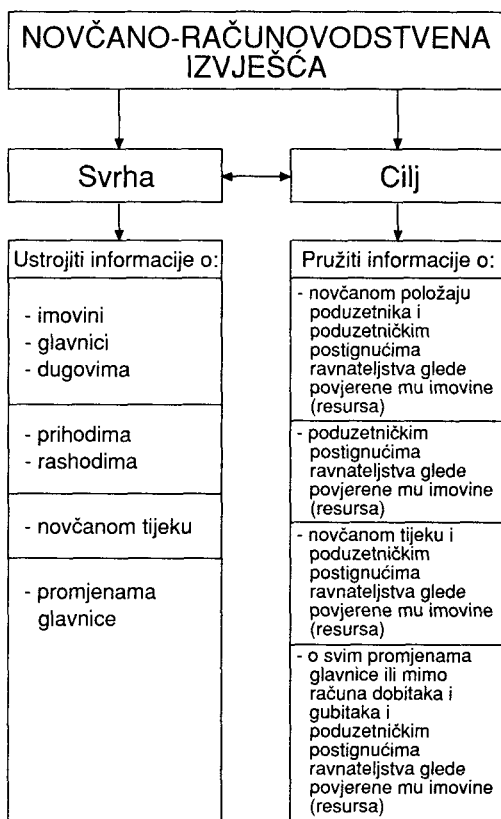 NOVČANO-RAČUNOVODSTVENA
IZVJEŠĆA
Svrha
Cilj
Ustrojiti informacije o:
- imovini
- glavnici
- dugovima
- prihodima
- rashodima
- novčanom tijeku
- promjenama
glavnice
Pružiti informacije o:
- novčanom položaju
poduzetnika i
poduzetničkim
postignućima
ravnateljstva glede
povjerene mu imovine
(resursa)
- poduzetničkim
postignućima
ravnateljstva glede
povjerene mu imovine
(resursa)
- novčanom tijeku i
poduzetničkim
postignućima
ravnateljstva glede
povjerene mu imovine
(resursa)
- o svim promjenama
glavnice ili mimo
računa dobitaka i
gubitaka i
poduzetničkim
postignućima
ravnateljstva glede
povjerene mu imovine
(resursa)